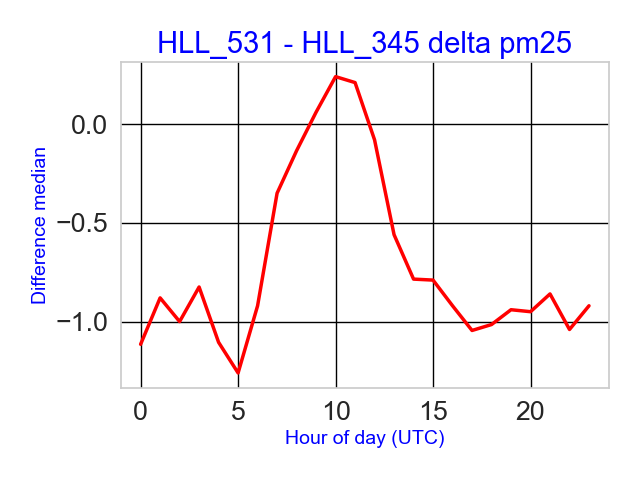 HLL_531 - HLL_345 delta pm25
Difference median
0.0
−0.5
−1.0
0 5 10 15 20
Hour of day (UTC)